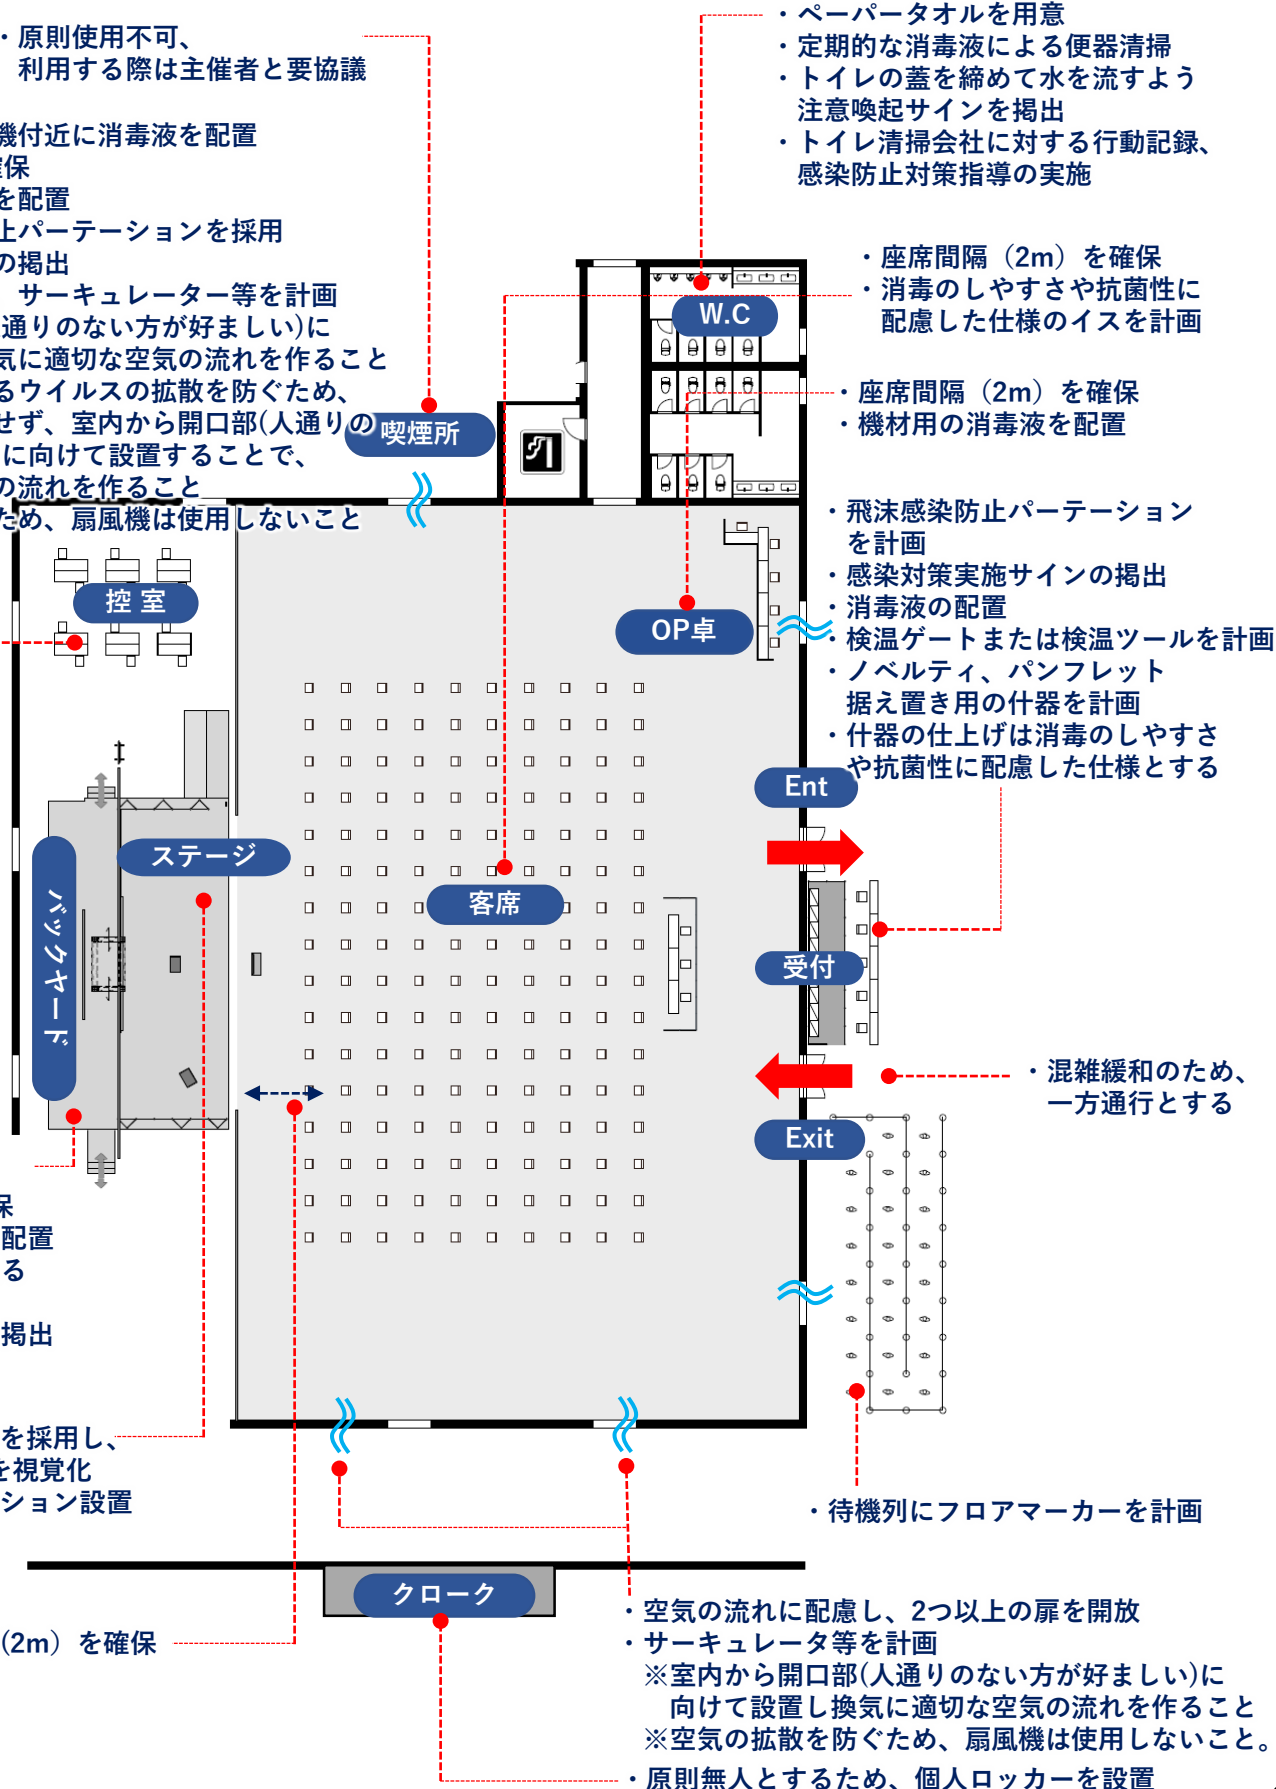 ・原則使用不可、
利用する際は主催者と要協議
機付近に消毒液を配置
確保
を配置
止パーテーションを採用
の掲出
サーキュレーター等を計画
通りのない方が好ましい)に
気に適切な空気の流れを作ること
るウイルスの拡散を防ぐため、
せず、室内から開口部(人通りの
に向けて設置することで、
の流れを作ること
ため、扇風機は使用しないこと
・ペーパータオルを用意
・定期的な消毒液による便器清掃
・トイレの蓋を締めて水を流すよう
注意喚起サインを掲出
・トイレ清掃会社に対する行動記録、
感染防止対策指導の実施
・座席間隔（2m）を確保
・消毒のしやすさや抗菌性に
配慮した仕様のイスを計画
W.C
・座席間隔（2m）を確保
・機材用の消毒液を配置
喫煙所
・飛沫感染防止パーテーション
を計画
・感染対策実施サインの掲出
・消毒液の配置
・検温ゲートまたは検温ツールを計画
・ノベルティ、パンフレット
据え置き用の什器を計画
・什器の仕上げは消毒のしやすさ
や抗菌性に配慮した仕様とする
控室
OP卓
Ent
ステージ
バックヤード
客席
受付
・混雑緩和のため、
一方通行とする
Exit
保
配置
る
掲出
を採用し、
を視覚化
ション設置
・待機列にフロアマーカーを計画
クローク
(2m）を確保
・空気の流れに配慮し、2つ以上の扉を開放
・サーキュレータ等を計画
※室内から開口部(人通りのない方が好ましい)に
向けて設置し換気に適切な空気の流れを作ること
※空気の拡散を防ぐため、扇風機は使用しないこと。
・原則無人とするため、個人ロッカーを設置